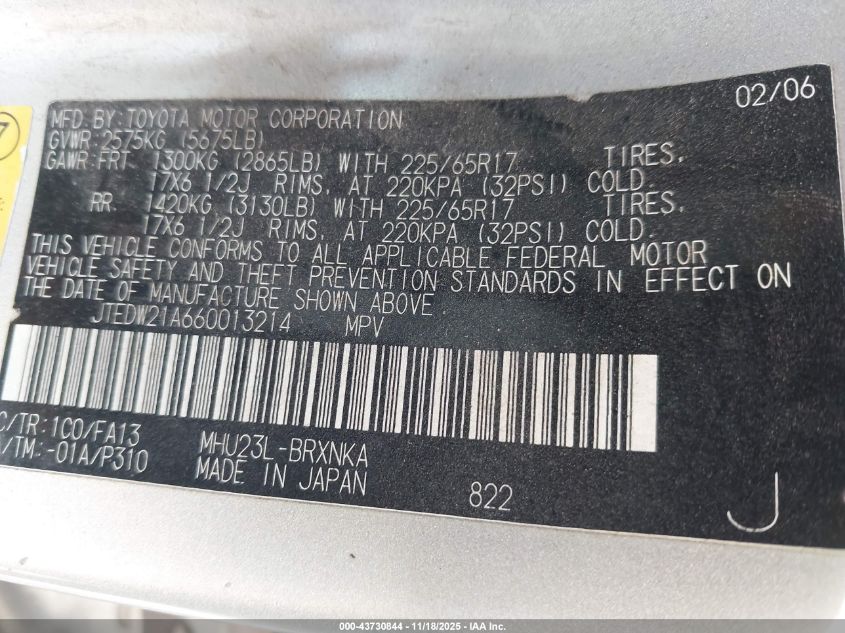 02/06
MFD.BY:TOYOTA MOTOR CORPORATION
GVWR:2575KG (5675LB)
GAWR:FRT. 1300KG (2865LB) WITH 225/65R17 TIRES,
17X6 1/2J RIMS, AT 220KPA (32PSI) COLD.
RR. 1420KG (3130LB) WITH 225/65R17 TIRES,
17X6 1/2J RIMS, AT 220KPA (32PSI) COLD.
THIS VEHICLE CONFORMS TO ALL APPLICABLE FEDERAL MOTOR
VEHICLE SAFETY AND THEFT PREVENTION STANDARDS IN EFFECT ON
THE DATE OF MANUFACTURE SHOWN ABOVE
JTEDW21A660013214 MPV
C/TR:1C0/FA13
A/TM:-01A/P310
MHU23L-BRXNKA
MADE IN JAPAN
822
J
7
000-43730844 - 11/18/2025 - IAA Inc.